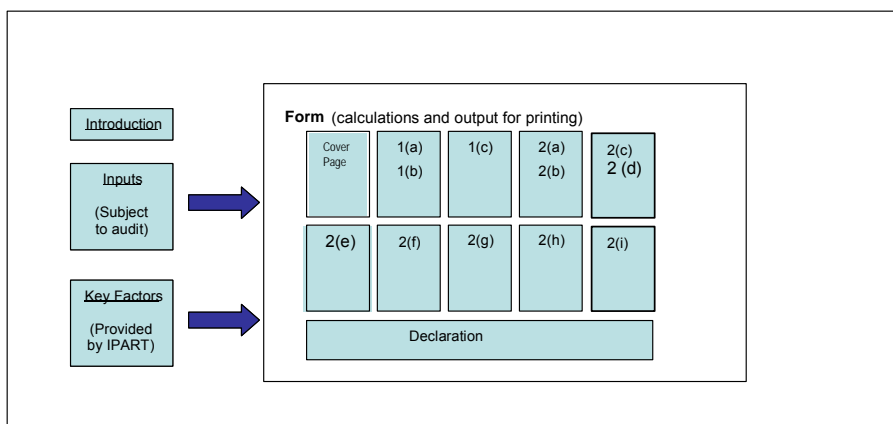 Form (calculations and output for printing)
Introduction
Inputs
(Subject
to audit)
Key Factors
(Provided
by IPART)
Cover
Page
1(a)
1(b)
1(c)
2(a)
2(b)
2(c)
2 (d)
2(e)
2(f)
2(g)
2(h)
2(i)
Declaration